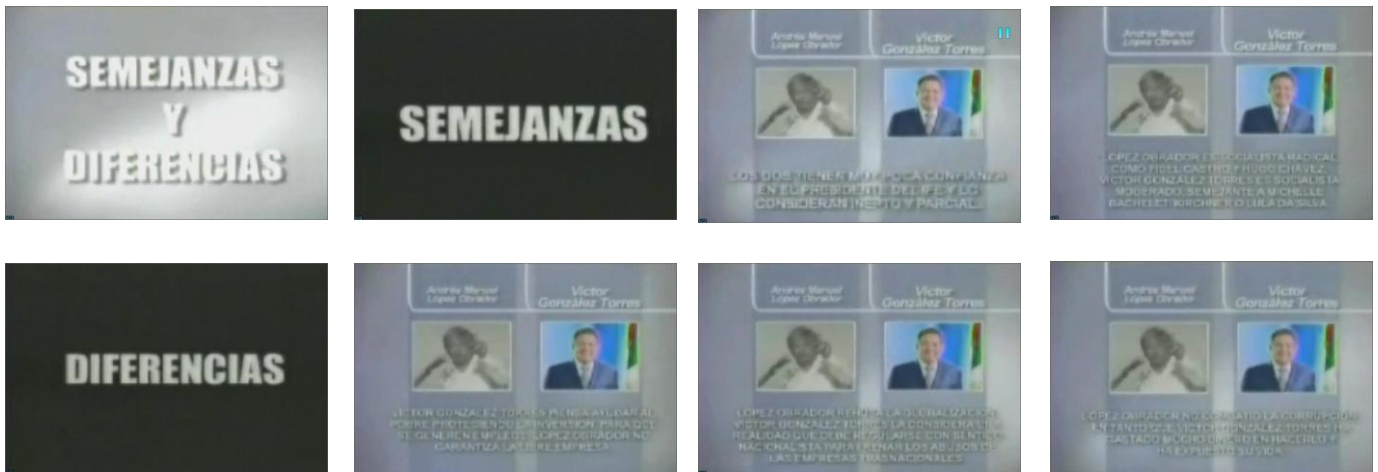 SEMEJANZAS
Y
DIFERENCIAS
SEMEJANZAS
Andrés Manuel
López Obrador
Víctor
González Torres
LOS DOS TIENEN MUY POCA CONFIANZA
EN EL PRESIDENTE DEL IFE Y LO
CONSIDERAN INEPTO Y PARCIAL.
Andrés Manuel
López Obrador
Víctor
González Torres
LOPEZ OBRADOR ES SOCIALISTA RADICAL
COMO FIDEL CASTRO Y HUGO CHAVEZ
VICTOR GONZÁLEZ TORRES ES SOCIALISTA
MODERADO, SEMEJANTE A MICHELLE
BACHELET, KIRCHNER O LULA DA SILVA.
DIFERENCIAS
Andrés Manuel
López Obrador
Víctor
González Torres
VICTOR GONZALEZ TORRES PIENSA AYUDAR AL
POBRE PROTEGIENDO LA INVERSION, PARA QUE
SE GENEREN EMPLEOS. LOPEZ OBRADOR NO
GARANTIZA LA LIBRE EMPRESA
Andrés Manuel
López Obrador
Víctor
González Torres
LOPEZ OBRADOR REHUSA LA GLOBALIZACION,
VICTOR GONZÁLEZ TORRES LA CONSIDERA UNA
REALIDAD QUE DEBE REGULARSE CON SENTIDO
NACIONALISTA PARA FRENAR LOS ABUSOS DE
LAS EMPRESAS TRASNACIONALES
Andrés Manuel
López Obrador
Víctor
González Torres
LOPEZ OBRADOR NO COMBATIO LA CORRUPCION
EN TANTO QUE VICTOR GONZALEZ TORRES HA
GASTADO MUCHO DINERO EN HACERLO Y
HA EXPUESTO SU VIDA